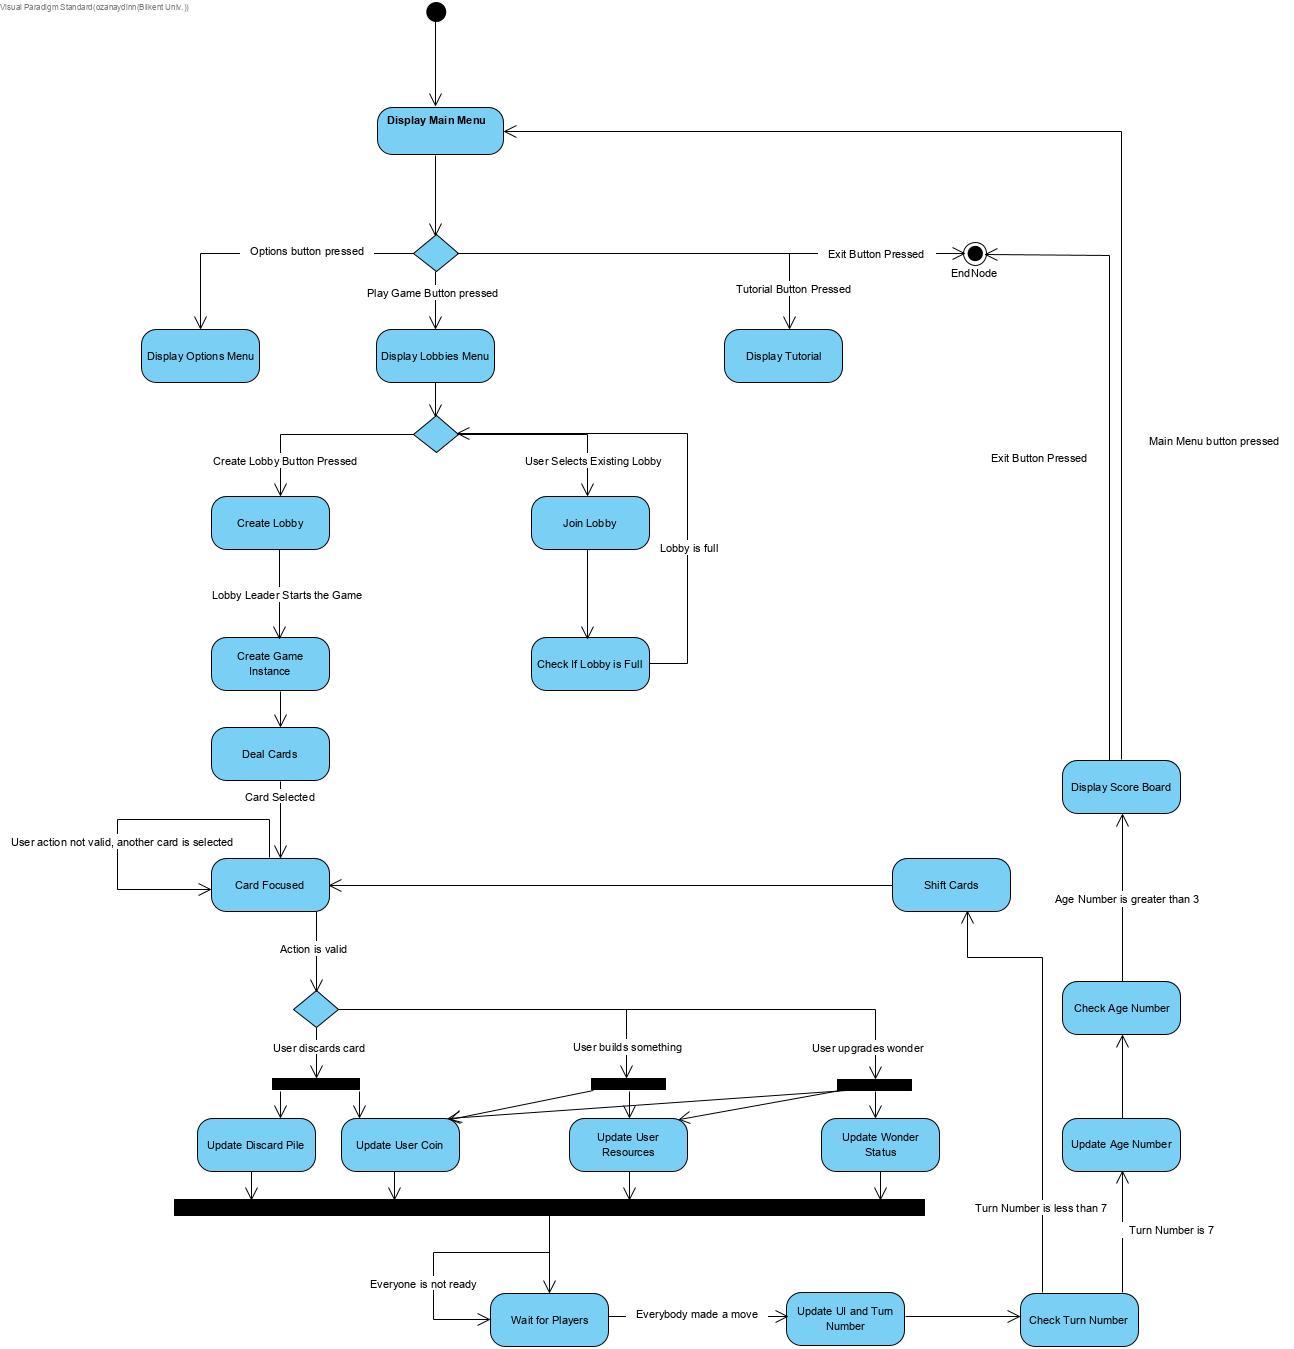 Visual Paradigm Standard(ozanaydinn(Bilkent Univ.))
Display Main Menu
Options button pressed
Exit Button Pressed
EndNode
Play Game Button pressed
Tutorial Button Pressed
Display Options Menu
Display Lobbies Menu
Display Tutorial
Main Menu button pressed
Exit Button Pressed
Create Lobby Button Pressed
User Selects Existing Lobby
Create Lobby
Join Lobby
Lobby is full
Lobby Leader Starts the Game
Create Game
Instance
Check If Lobby is Full
Deal Cards
Display Score Board
Card Selected
User action not valid, another card is selected
Card Focused
Shift Cards
Age Number is greater than 3
Action is valid
Check Age Number
User discards card
User builds something
User upgrades wonder
Update Discard Pile
Update User Coin
Update User
Resources
Update Wonder
Status
Update Age Number
Turn Number is less than 7
Turn Number is 7
Everyone is not ready
Wait for Players
Everybody made a move
Update UI and Turn
Number
Check Turn Number